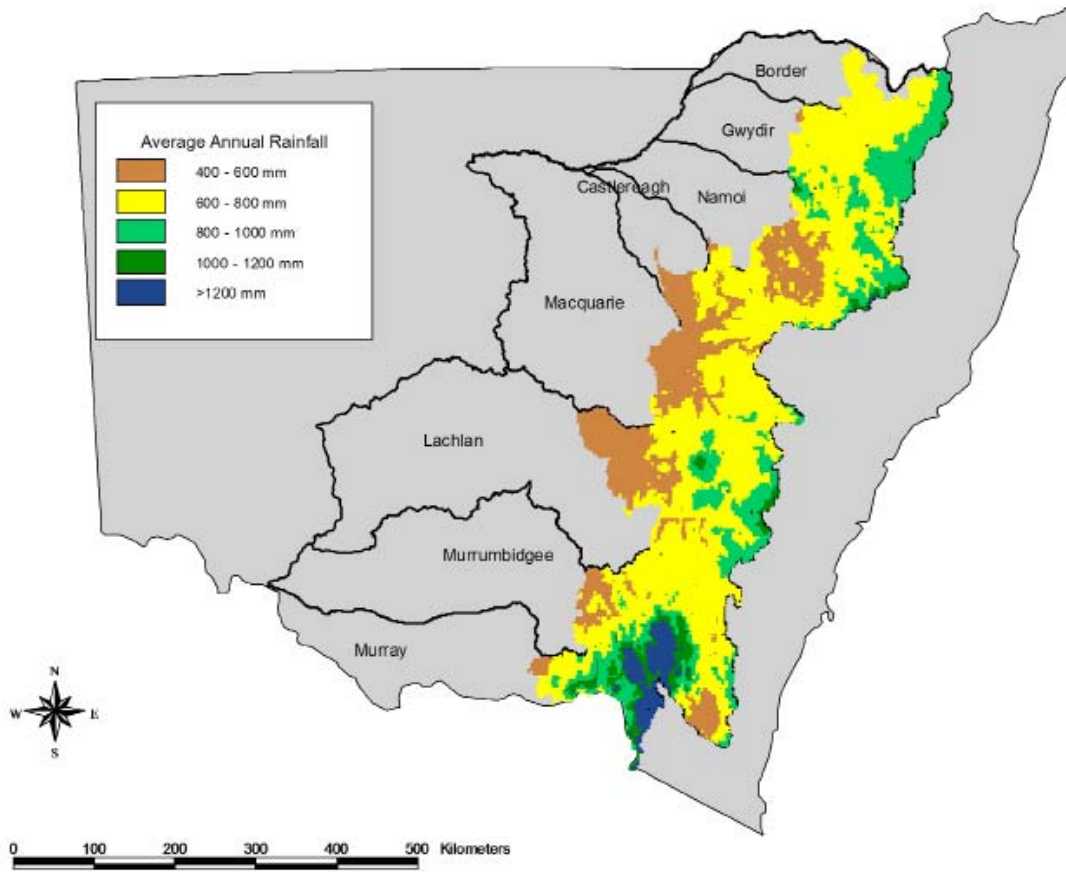 Average Annual Rainfall
400 - 600 mm
600 - 800 mm
800 - 1000 mm
1000 - 1200 mm
>1200 mm
Border
Gwydir
Castlereagh
Namoi
Macquarie
Lachlan
Murrumbidgee
Murray
N
W E
S
0 100 200 300 400 500 Kilometers